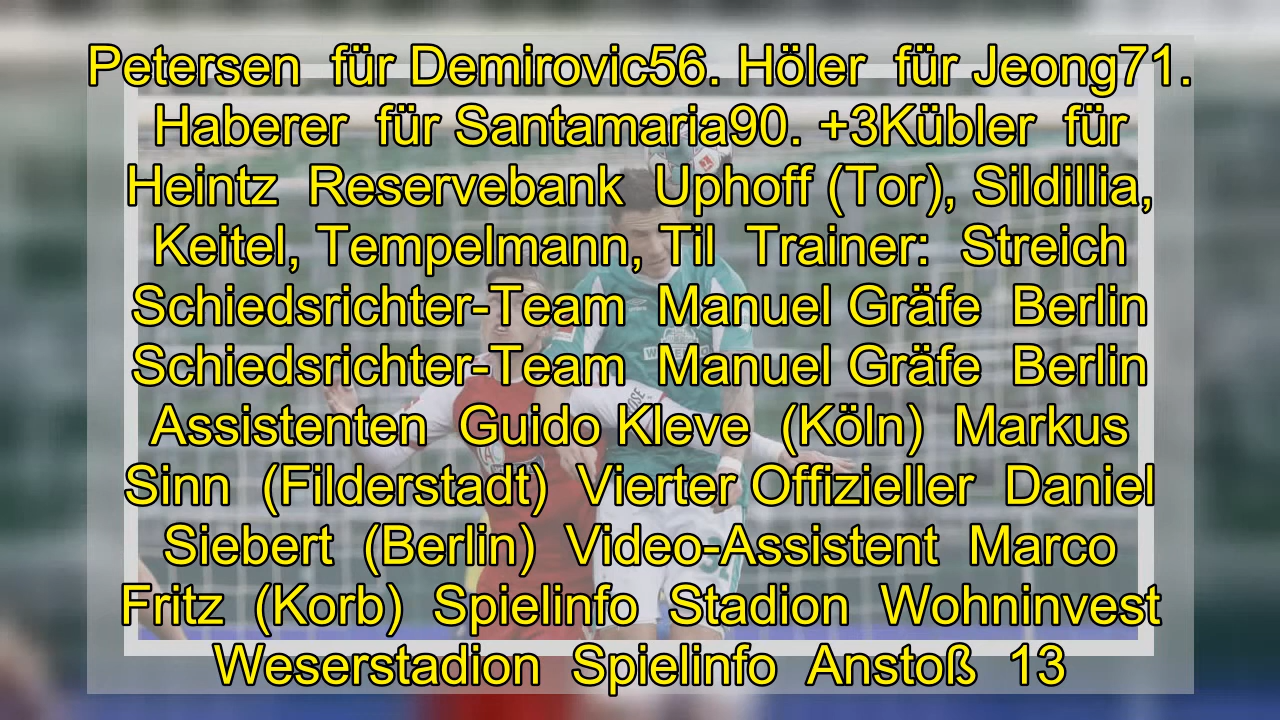 Petersen für Demirovic56. Höler für Jeong71.
Haberer für Santamaria90. +3Kübler für
Heintz Reservebank Uphoff (Tor), Sildillia,
Keitel, Tempelmann, Til Trainer: Streich
Schiedsrichter-Team Manuel Gräfe Berlin
Schiedsrichter-Team Manuel Gräfe Berlin
Assistenten Guido Kleve (Köln) Markus
Sinn (Filderstadt) Vierter Offizieller Daniel
Siebert (Berlin) Video-Assistent Marco
Fritz (Korb) Spielinfo Stadion Wohninvest
Weserstadion Spielinfo Anstoß 13